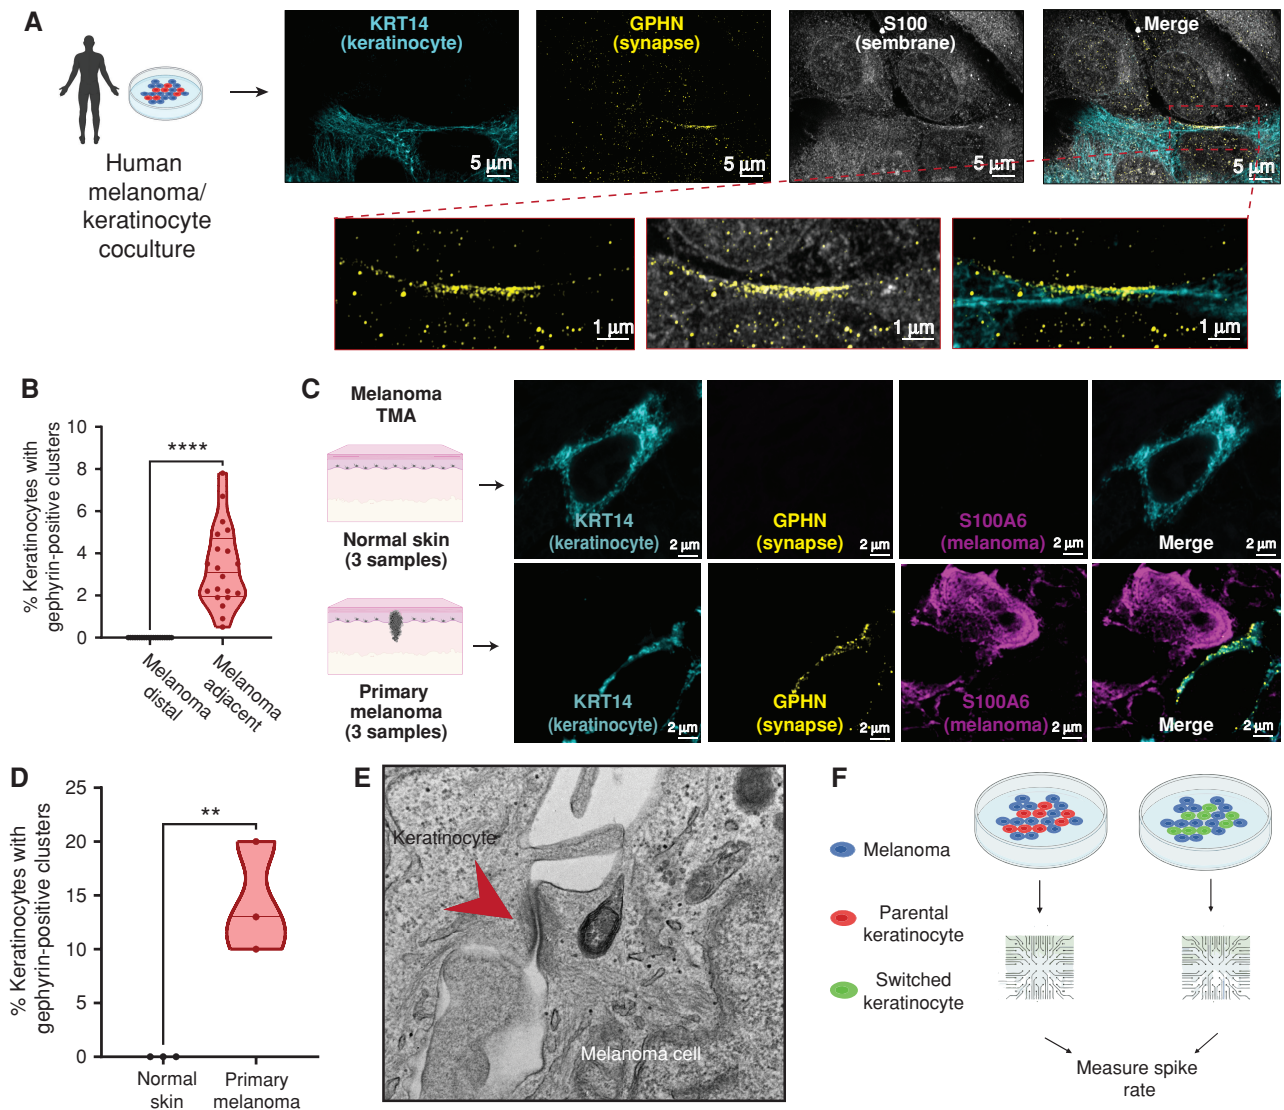 A
Human
melanoma/
keratinocyte
coculture
KRT14
(keratinocyte)
5 μm
GPHN
(synapse)
5 μm
S100
(sembrane)
5 μm
Merge
5 μm
1 μm
1 μm
1 μm
B
% Keratinocytes with
gephyrin-positive clusters
10
8
6
4
2
0
****
Melanoma
distal
Melanoma
adjacent
C
Melanoma
TMA
Normal skin
(3 samples)
KRT14
(keratinocyte)
2 μm
GPHN
(synapse)
2 μm
S100A6
(melanoma)
2 μm
Merge
2 μm
Primary
melanoma
(3 samples)
KRT14
(keratinocyte)
2 μm
GPHN
(synapse)
2 μm
S100A6
(melanoma)
2 μm
Merge
2 μm
D
% Keratinocytes with
gephyrin-positive clusters
25
20
15
10
5
0
**
Normal
skin
Primary
melanoma
E
Keratinocyte
Melanoma cell
F
Melanoma
Parental
keratinocyte
Switched
keratinocyte
Measure spike
rate